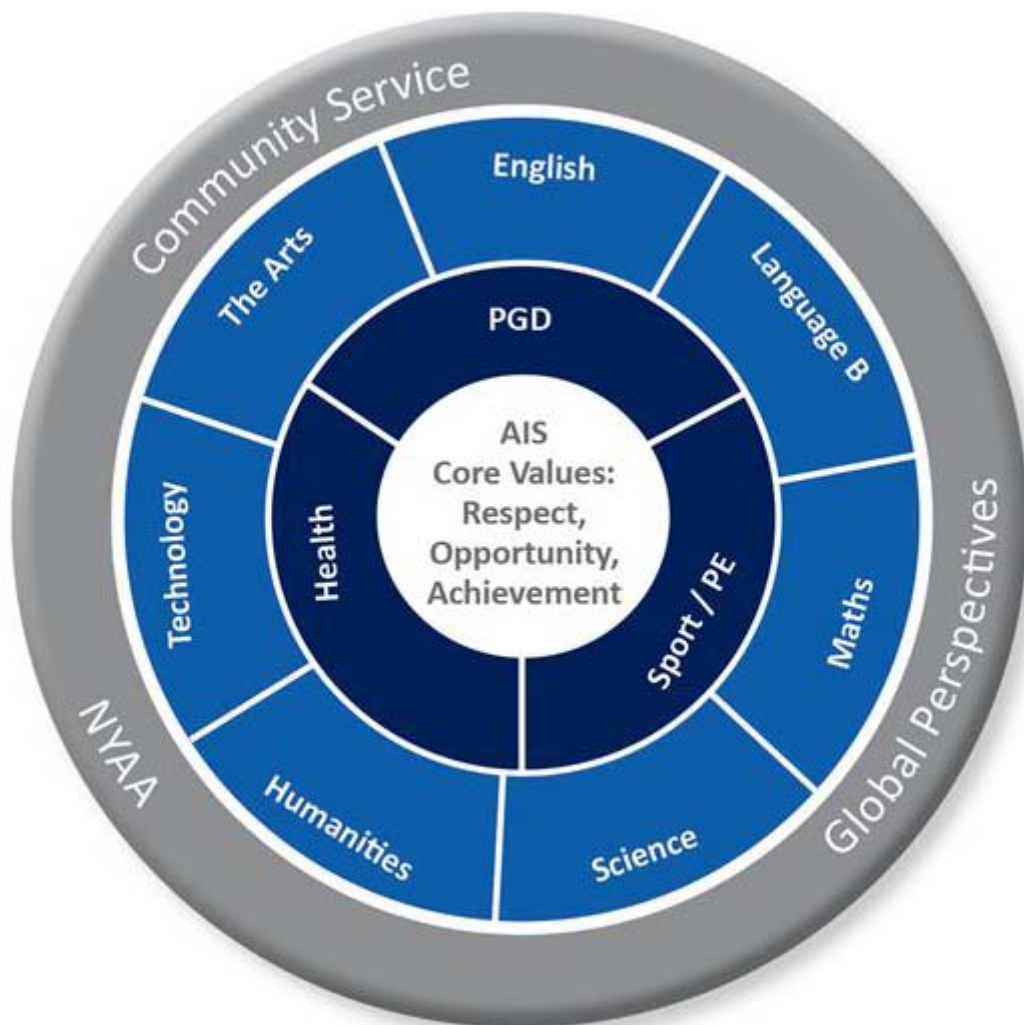 Community Service
English
The Arts
Language B
PGD
AIS
Core Values:
Respect,
Opportunity,
Achievement
Technology
Health
Sport / PE
Maths
Global Perspectives
NYAA
Humanities
Science